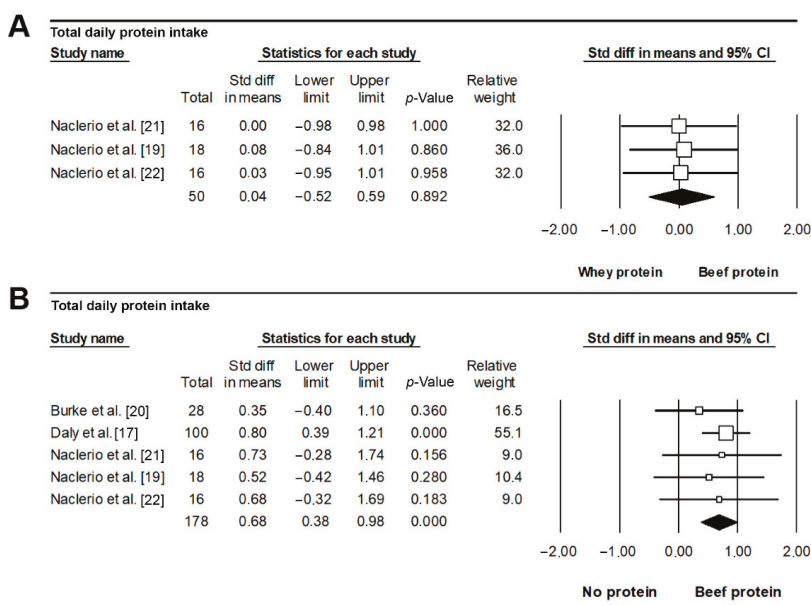 A
Total daily protein intake
Study name Statistics for each study Std diff in means and 95% CI
Std diff Lower Upper Relative
Total in means limit limit p-Value weight
Naclerio et al. [21] 16 0.00 −0.98 0.98 1.000 32.0
Naclerio et al. [19] 18 0.08 −0.84 1.01 0.860 36.0
Naclerio et al. [22] 16 0.03 −0.95 1.01 0.958 32.0
50 0.04 −0.52 0.59 0.892
−2.00 −1.00 0.00 1.00 2.00
Whey protein Beef protein
B
Total daily protein intake
Study name Statistics for each study Std diff in means and 95% CI
Std diff Lower Upper Relative
Total in means limit limit p-Value weight
Burke et al. [20] 28 0.35 −0.40 1.10 0.360 16.5
Daly et al. [17] 100 0.80 0.39 1.21 0.000 55.1
Naclerio et al. [21] 16 0.73 −0.28 1.74 0.156 9.0
Naclerio et al. [19] 18 0.52 −0.42 1.46 0.280 10.4
Naclerio et al. [22] 16 0.68 −0.32 1.69 0.183 9.0
178 0.68 0.38 0.98 0.000
−2.00 −1.00 0.00 1.00 2.00
No protein Beef protein